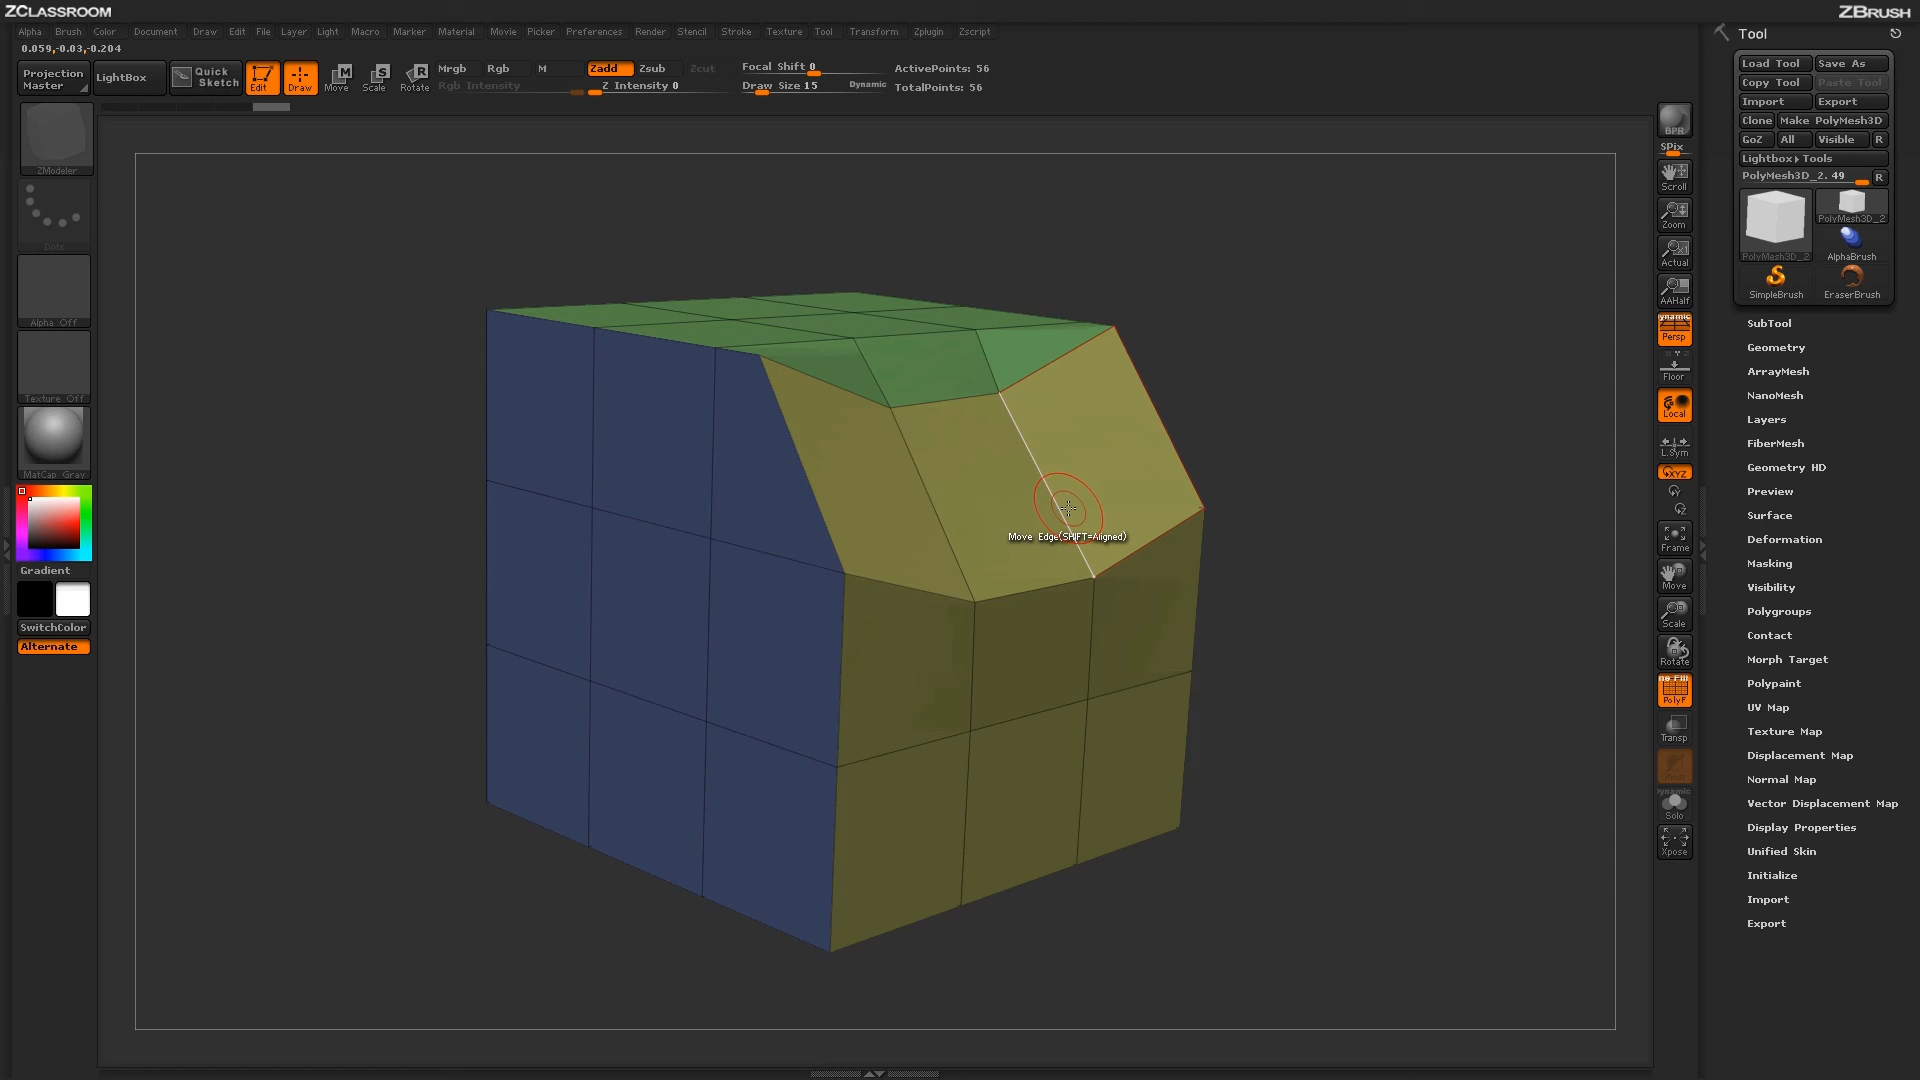 ZCLASSROOM
ZBRUSH
Alpha Brush Color Document Draw Edit File Layer Light Macro Marker Material Movie Picker Preferences Render Stencil Stroke Texture Tool Transform Zplugin Zscript
0.059,-0.03,-0.204
Projection Master
LightBox
Quick Sketch
Edit
Draw
Move
Scale
Rotate
Mrgb Rgb M Zadd Zsub Zcut
Rgb Intensity Z Intensity 0
Focal Shift 0
Draw Size 15 Dynamic
ActivePoints: 56
TotalPoints: 56
ZModeler
Dots
Alpha Off
Texture Off
MatCap Gray
Gradient
SwitchColor
Alternate
Move Edge(SHIFT=Aligned)
BPR
SPix
Scroll
Zoom
Actual
AAHalf
Persp
Floor
Local
L.Sym
XYZ
Frame
Move
Scale
Rotate
PolyF
Transp
Dynamic
Solo
Xpose
Tool
Load Tool Save As
Copy Tool Paste Tool
Import Export
Clone Make PolyMesh3D
GoZ All Visible R
Lightbox▸Tools
PolyMesh3D_2. 49 R
PolyMesh3D_2
PolyMesh3D_2
AlphaBrush
SimpleBrush
EraserBrush
SubTool
Geometry
ArrayMesh
NanoMesh
Layers
FiberMesh
Geometry HD
Preview
Surface
Deformation
Masking
Visibility
Polygroups
Contact
Morph Target
Polypaint
UV Map
Texture Map
Displacement Map
Normal Map
Vector Displacement Map
Display Properties
Unified Skin
Initialize
Import
Export